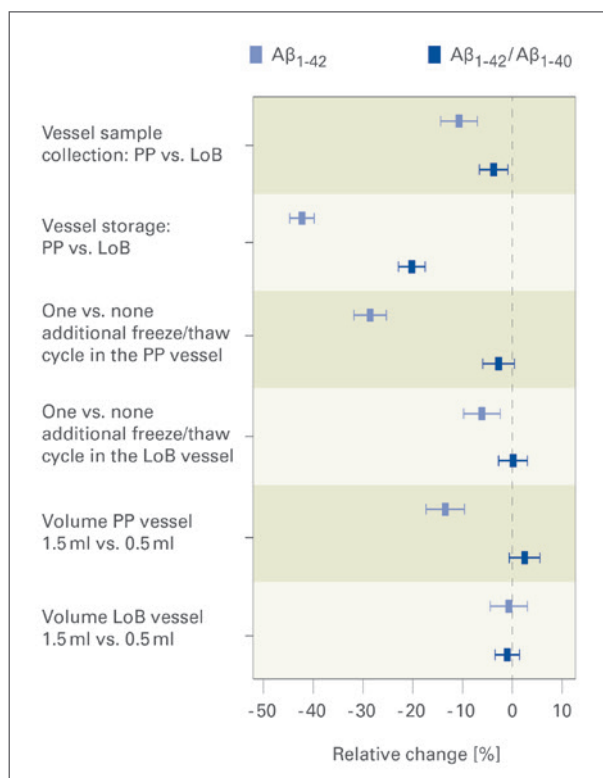 Aβ1-42 Aβ1-42/Aβ1-40
Vessel sample
collection: PP vs. LoB
Vessel storage:
PP vs. LoB
One vs. none
additional freeze/thaw
cycle in the PP vessel
One vs. none
additional freeze/thaw
cycle in the LoB vessel
Volume PP vessel
1.5 ml vs. 0.5 ml
Volume LoB vessel
1.5 ml vs. 0.5 ml
-50 -40 -30 -20 -10 0 10
Relative change [%]